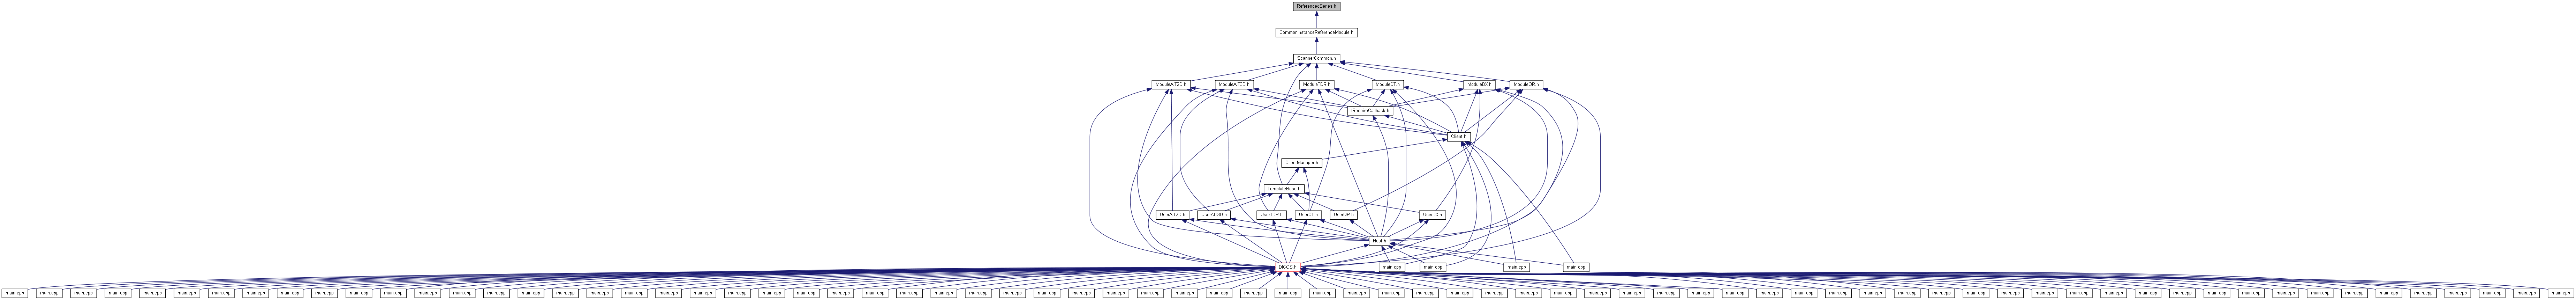 ReferencedSeries.h
CommonInstanceReferenceModule.h
ScannerCommon.h
ModuleAIT2D.h ModuleAIT3D.h ModuleTDR.h ModuleCT.h ModuleDX.h ModuleQR.h
IReceiveCallback.h
Client.h
ClientManager.h
TemplateBase.h
UserAIT2D.h UserAIT3D.h UserTDR.h UserCT.h UserQR.h UserDX.h
Host.h
DICOS.h main.cpp main.cpp main.cpp main.cpp
main.cpp main.cpp main.cpp main.cpp main.cpp main.cpp main.cpp main.cpp main.cpp main.cpp main.cpp main.cpp main.cpp main.cpp main.cpp main.cpp main.cpp main.cpp main.cpp main.cpp main.cpp main.cpp main.cpp main.cpp main.cpp main.cpp main.cpp main.cpp main.cpp main.cpp main.cpp main.cpp main.cpp main.cpp main.cpp main.cpp main.cpp main.cpp main.cpp main.cpp main.cpp main.cpp main.cpp main.cpp main.cpp main.cpp main.cpp main.cpp main.cpp main.cpp main.cpp main.cpp main.cpp main.cpp main.cpp main.cpp main.cpp main.cpp main.cpp main.cpp main.cpp main.cpp main.cpp main.cpp main.cpp main.cpp main.cpp main.cpp main.cpp main.cpp main.cpp main.cpp main.cpp main.cpp main.cpp